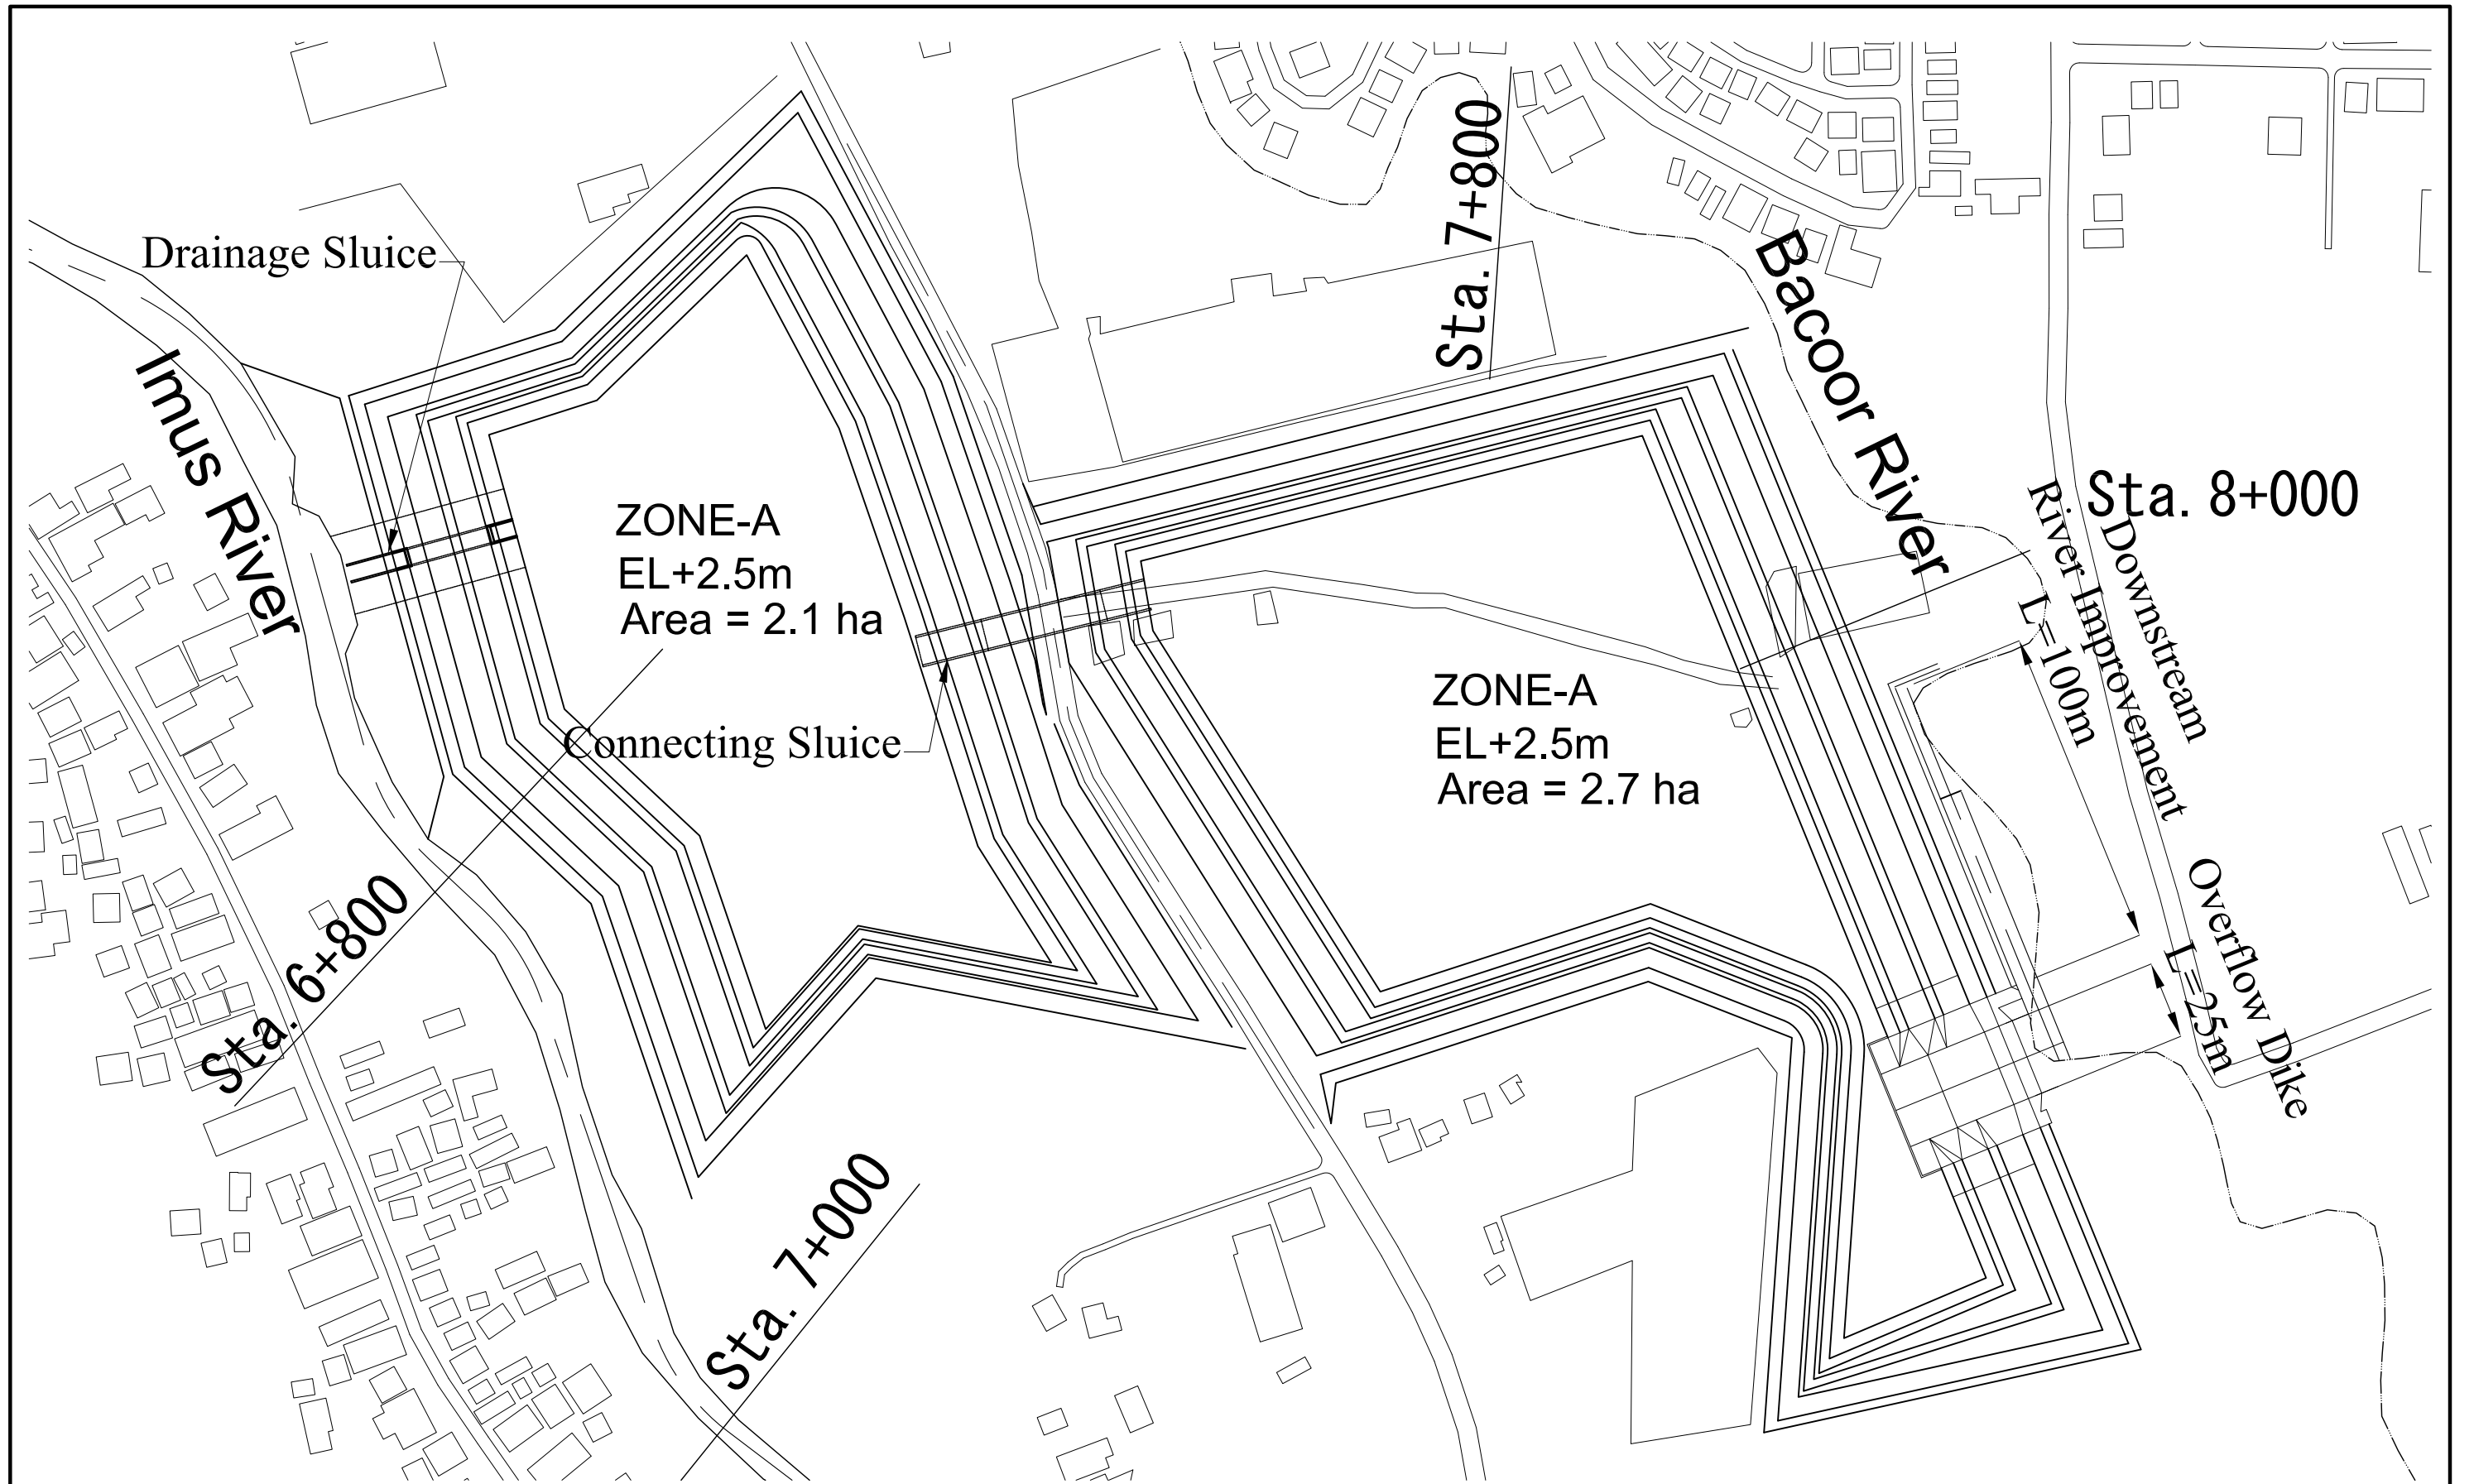 Drainage Sluice
Imus River
ZONE-A
EL+2.5m
Area = 2.1 ha
Connecting Sluice
Sta. 6+800
Sta. 7+000
Sta. 7+800
Bacoor River
Sta. 8+000
ZONE-A
EL+2.5m
Area = 2.7 ha
Downstream
River Improvement
L=100m
Overflow Dike
L=25m